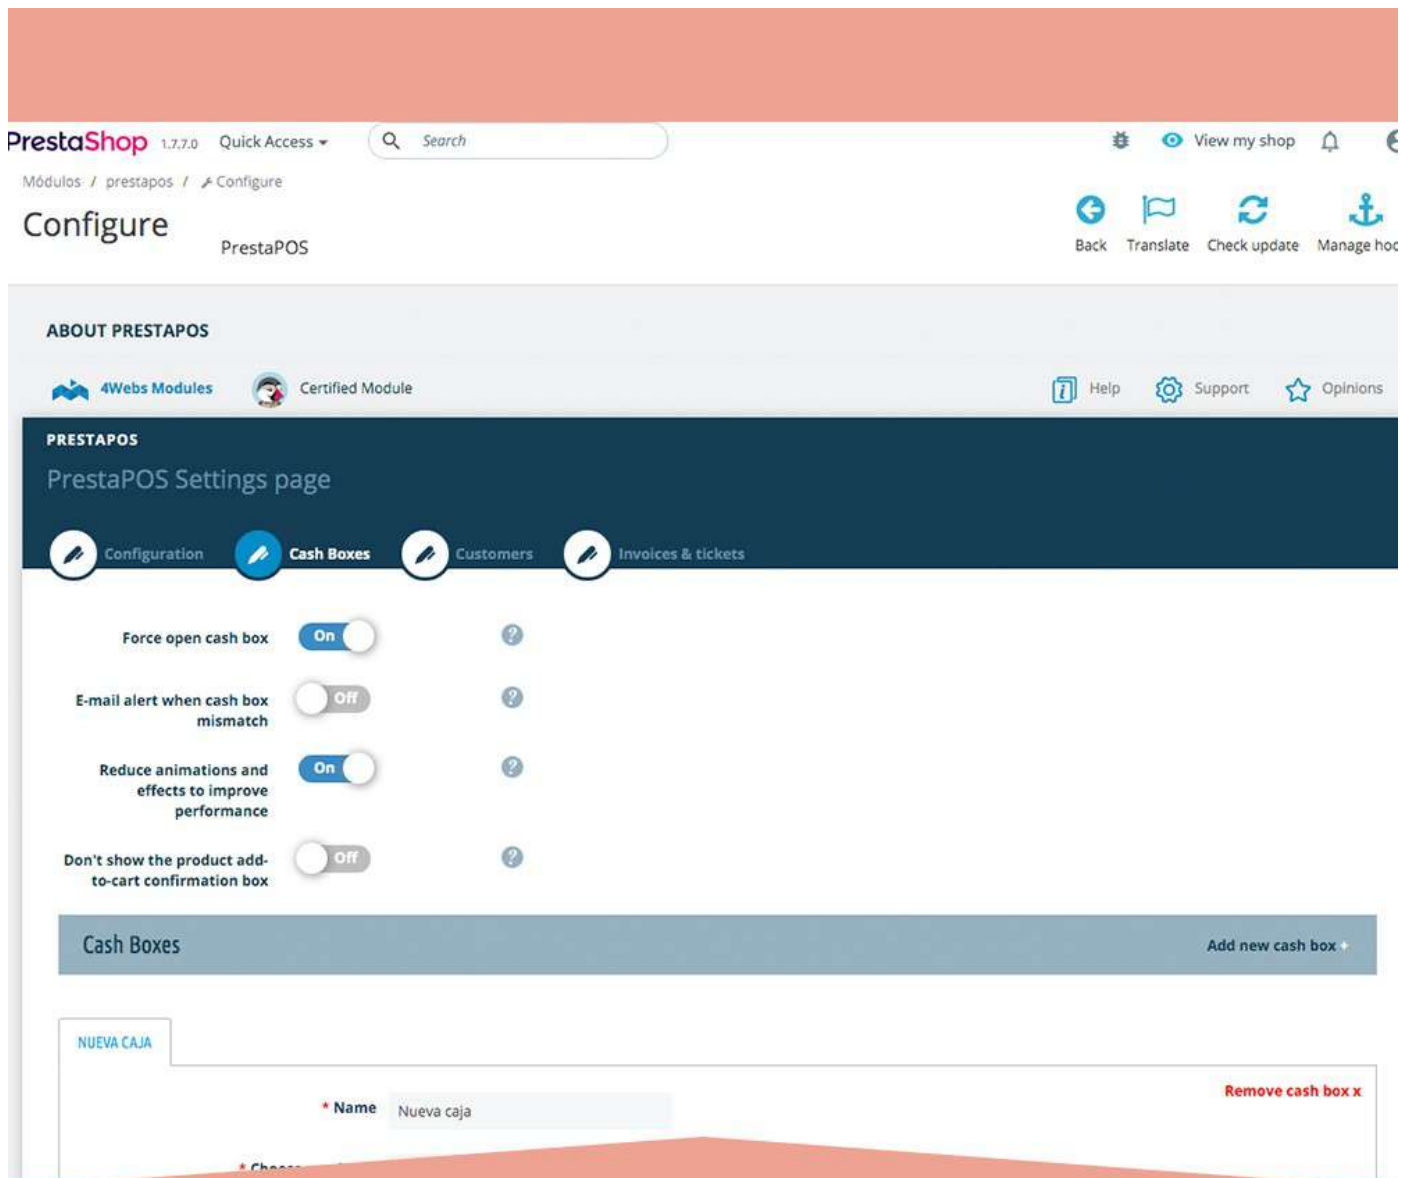 PrestaShop 1.7.7.0 Quick Access Search View my shop
Módulos / prestapos / Configure
Configure
PrestaPOS
Back Translate Check update Manage hoo
ABOUT PRESTAPOS
4Webs Modules Certified Module Help Support Opinions
PRESTAPOS
PrestaPOS Settings page
Configuration Cash Boxes Customers Invoices & tickets
Force open cash box On
E-mail alert when cash box Off
mismatch
Reduce animations and On
effects to improve
performance
Don't show the product add- Off
to-cart confirmation box
Cash Boxes Add new cash box +
NUEVA CAJA
Remove cash box x
* Name Nueva caja